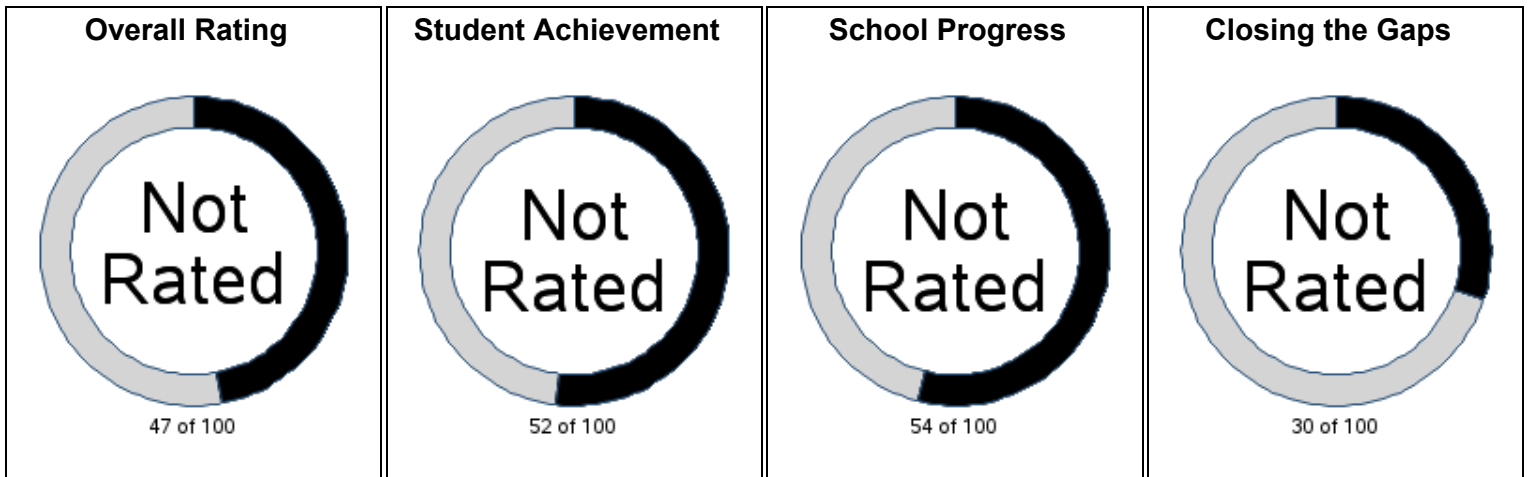 Overall Rating
Not
Rated
47 of 100
Student Achievement
Not
Rated
52 of 100
School Progress
Not
Rated
54 of 100
Closing the Gaps
Not
Rated
30 of 100